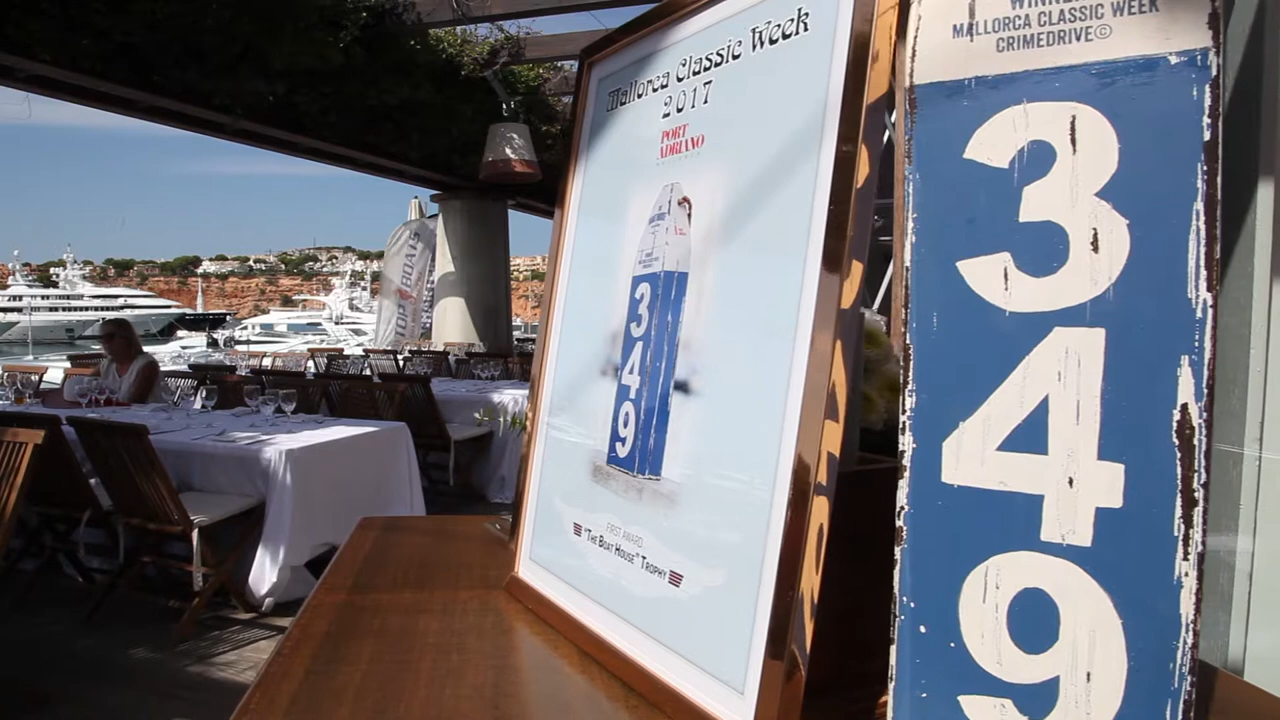 Mallorca Classic Week
2017
PORT
ADRIANO
349
FIRST AWARD
"THE BOAT HOUSE" TROPHY
WINNER
MALLORCA CLASSIC WEEK
CRIMEDRIVE©
3
4
9
TOP BOATS